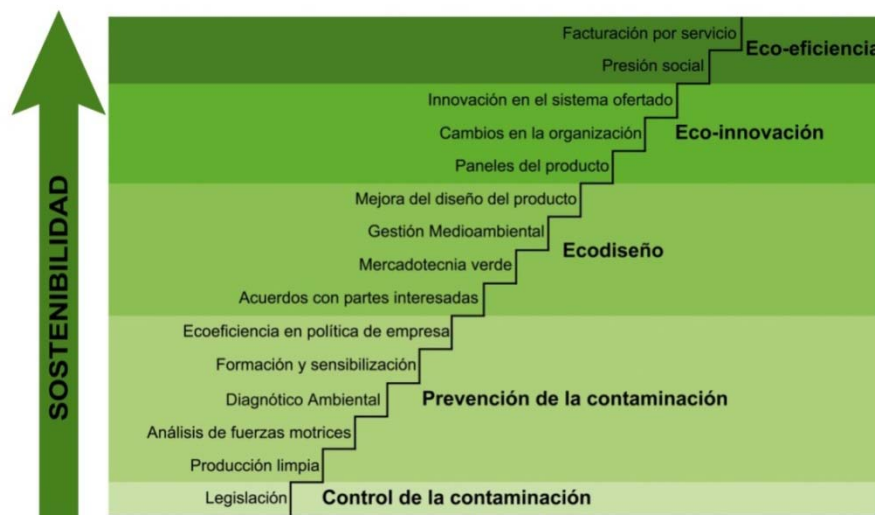 SOSTENIBILIDAD
Facturación por servicio
Eco-eficiencia
Presión social
Innovación en el sistema ofertado
Cambios en la organización
Eco-innovación
Paneles del producto
Mejora del diseño del producto
Gestión Medioambiental
Ecodiseño
Mercadotecnia verde
Acuerdos con partes interesadas
Ecoeficiencia en política de empresa
Formación y sensibilización
Diagnótico Ambiental
Prevención de la contaminación
Análisis de fuerzas motrices
Producción limpia
Legislación
Control de la contaminación